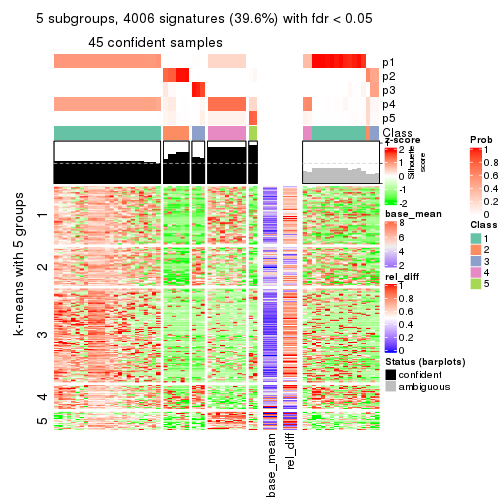 5 subgroups, 4006 signatures (39.6%) with fdr < 0.05
45 confident samples
p1
p2
p3
p4
p5
Class
k-means with 5 groups
1
2
3
4
5
base_mean
rel_diff
Silhouette
score
z-score
2
1
0
-1
-2
base_mean
8
6
4
2
rel_diff
1
0.8
0.6
0.4
0.2
0
Status (barplots)
confident
ambiguous
Prob
1
0.8
0.6
0.4
0.2
0
Class
1
2
3
4
5